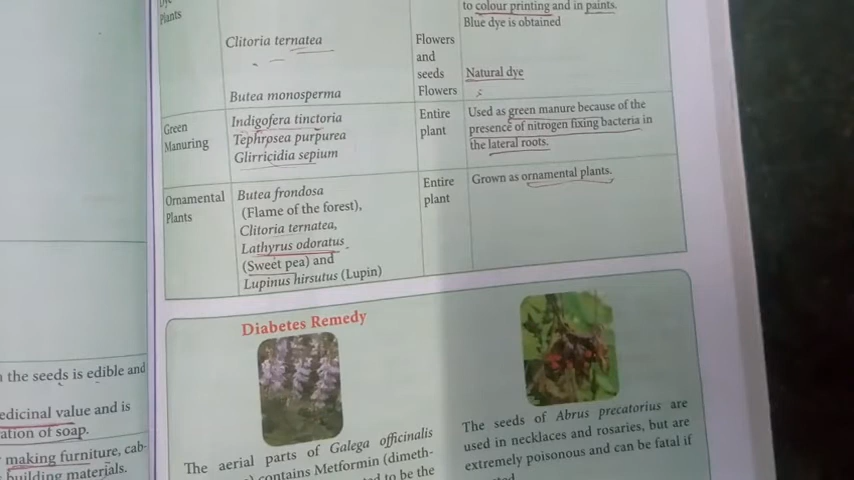 Dye
Plants
to colour printing and in paints.
Blue dye is obtained
Clitoria ternatea
Flowers
and
seeds
Natural dye
Butea monosperma
Flowers
Green
Manuring
Indigofera tinctoria
Tephrosea purpurea
Glirricidia sepium
Entire
plant
Used as green manure because of the
presence of nitrogen fixing bacteria in
the lateral roots.
Ornamental
Plants
Butea frondosa
(Flame of the forest),
Clitoria ternatea,
Lathyrus odoratus
(Sweet pea) and
Lupinus hirsutus (Lupin)
Entire
plant
Grown as ornamental plants.
the seeds is edible and
edicinal value and is
ation of soap.
making furniture, cab-
building materials.
Diabetes Remedy
The aerial parts of Galega officinalis
contains Metformin (dimeth-
to be the
The seeds of Abrus precatorius are
used in necklaces and rosaries, but are
extremely poisonous and can be fatal if